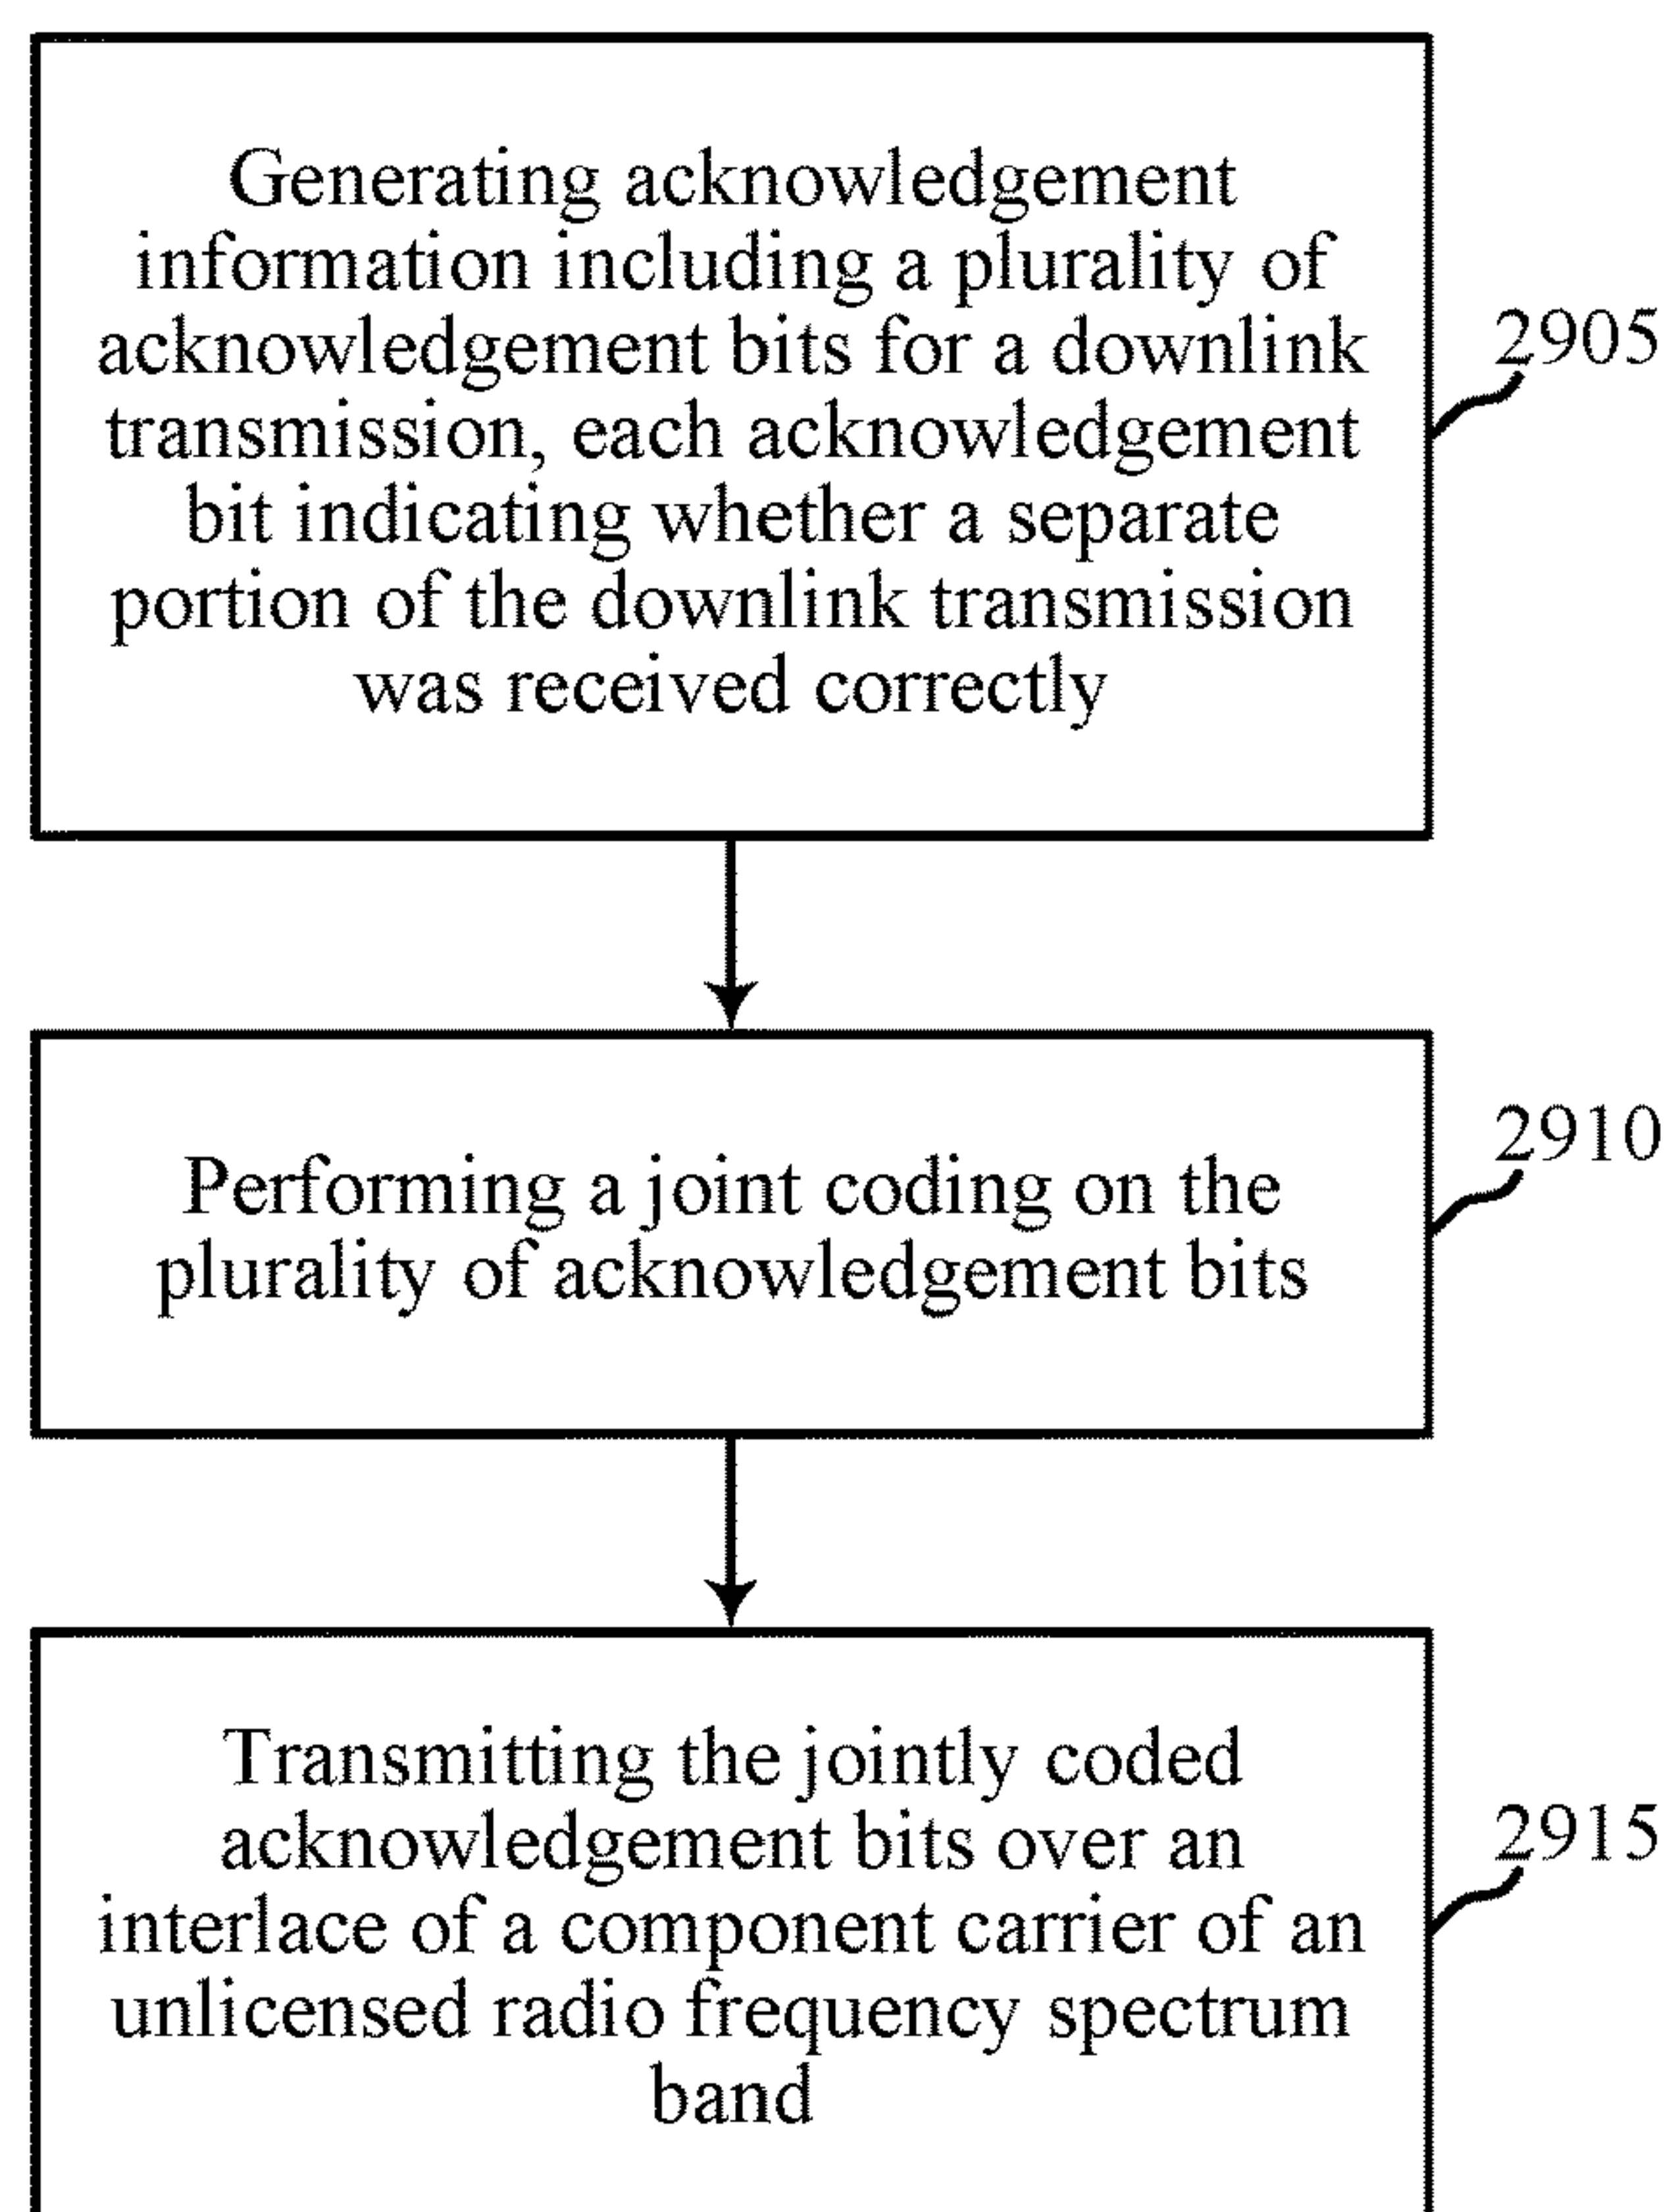 Generating acknowledgement
information including a plurality of
acknowledgement bits for a downlink
transmission, each acknowledgement
bit indicating whether a separate
portion of the downlink transmission
was received correctly
2905
Performing a joint coding on the
plurality of acknowledgement bits
2910
Transmitting the jointly coded
acknowledgement bits over an
interlace of a component carrier of an
unlicensed radio frequency spectrum
band
2915